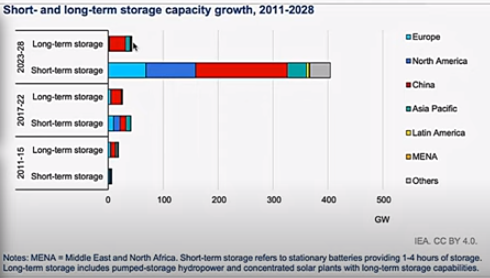 Short- and long-term storage capacity growth, 2011-2028
2023-28
Long-term storage
Short-term storage
2017-22
Long-term storage
Short-term storage
2011-15
Long-term storage
Short-term storage
0 100 200 300 400 500
GW
Europe
North America
China
Asia Pacific
Latin America
MENA
Others
IEA. CC BY 4.0.
Notes: MENA = Middle East and North Africa. Short-term storage refers to stationary batteries providing 1-4 hours of storage.
Long-term storage includes pumped-storage hydropower and concentrated solar plants with long-term storage capabilities.